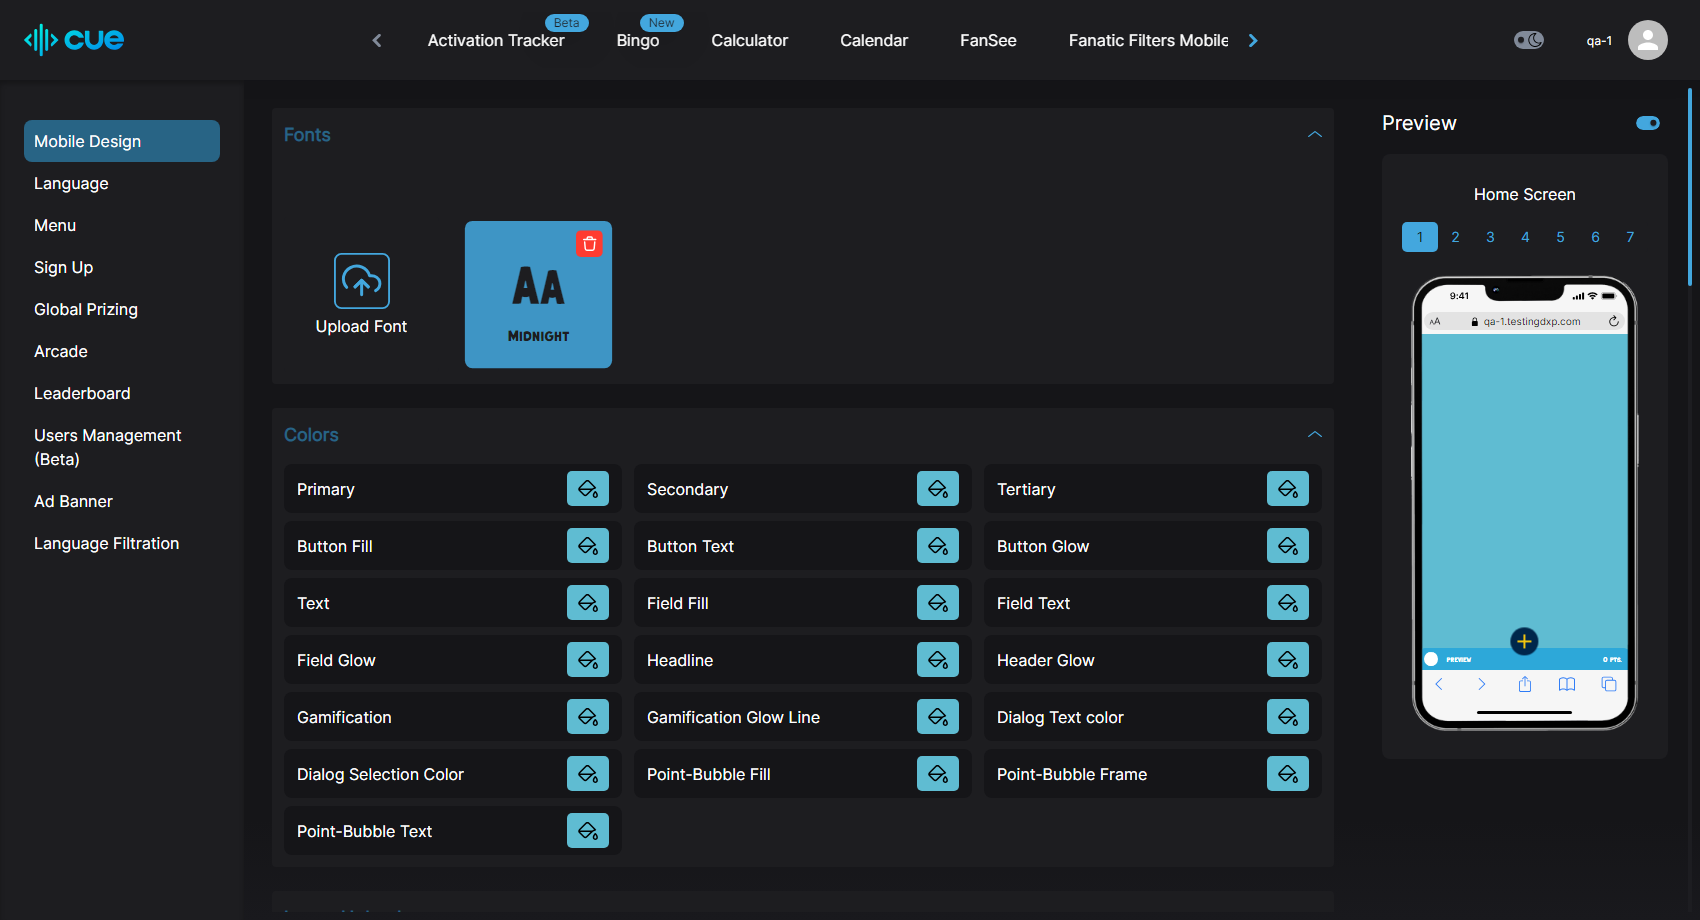 cue
Activation Tracker
Beta
Bingo
New
Calculator
Calendar
FanSee
Fanatic Filters Mobile
qa-1
Mobile Design
Language
Menu
Sign Up
Global Prizing
Arcade
Leaderboard
Users Management
(Beta)
Ad Banner
Language Filtration
Fonts
Upload Font
AA
MIDNIGHT
Colors
Primary
Secondary
Tertiary
Button Fill
Button Text
Button Glow
Text
Field Fill
Field Text
Field Glow
Headline
Header Glow
Gamification
Gamification Glow Line
Dialog Text color
Dialog Selection Color
Point-Bubble Fill
Point-Bubble Frame
Point-Bubble Text
Preview
Home Screen
1 2 3 4 5 6 7
9:41
AA
qa-1.testingdxp.com
PREVIEW
0 PTS.